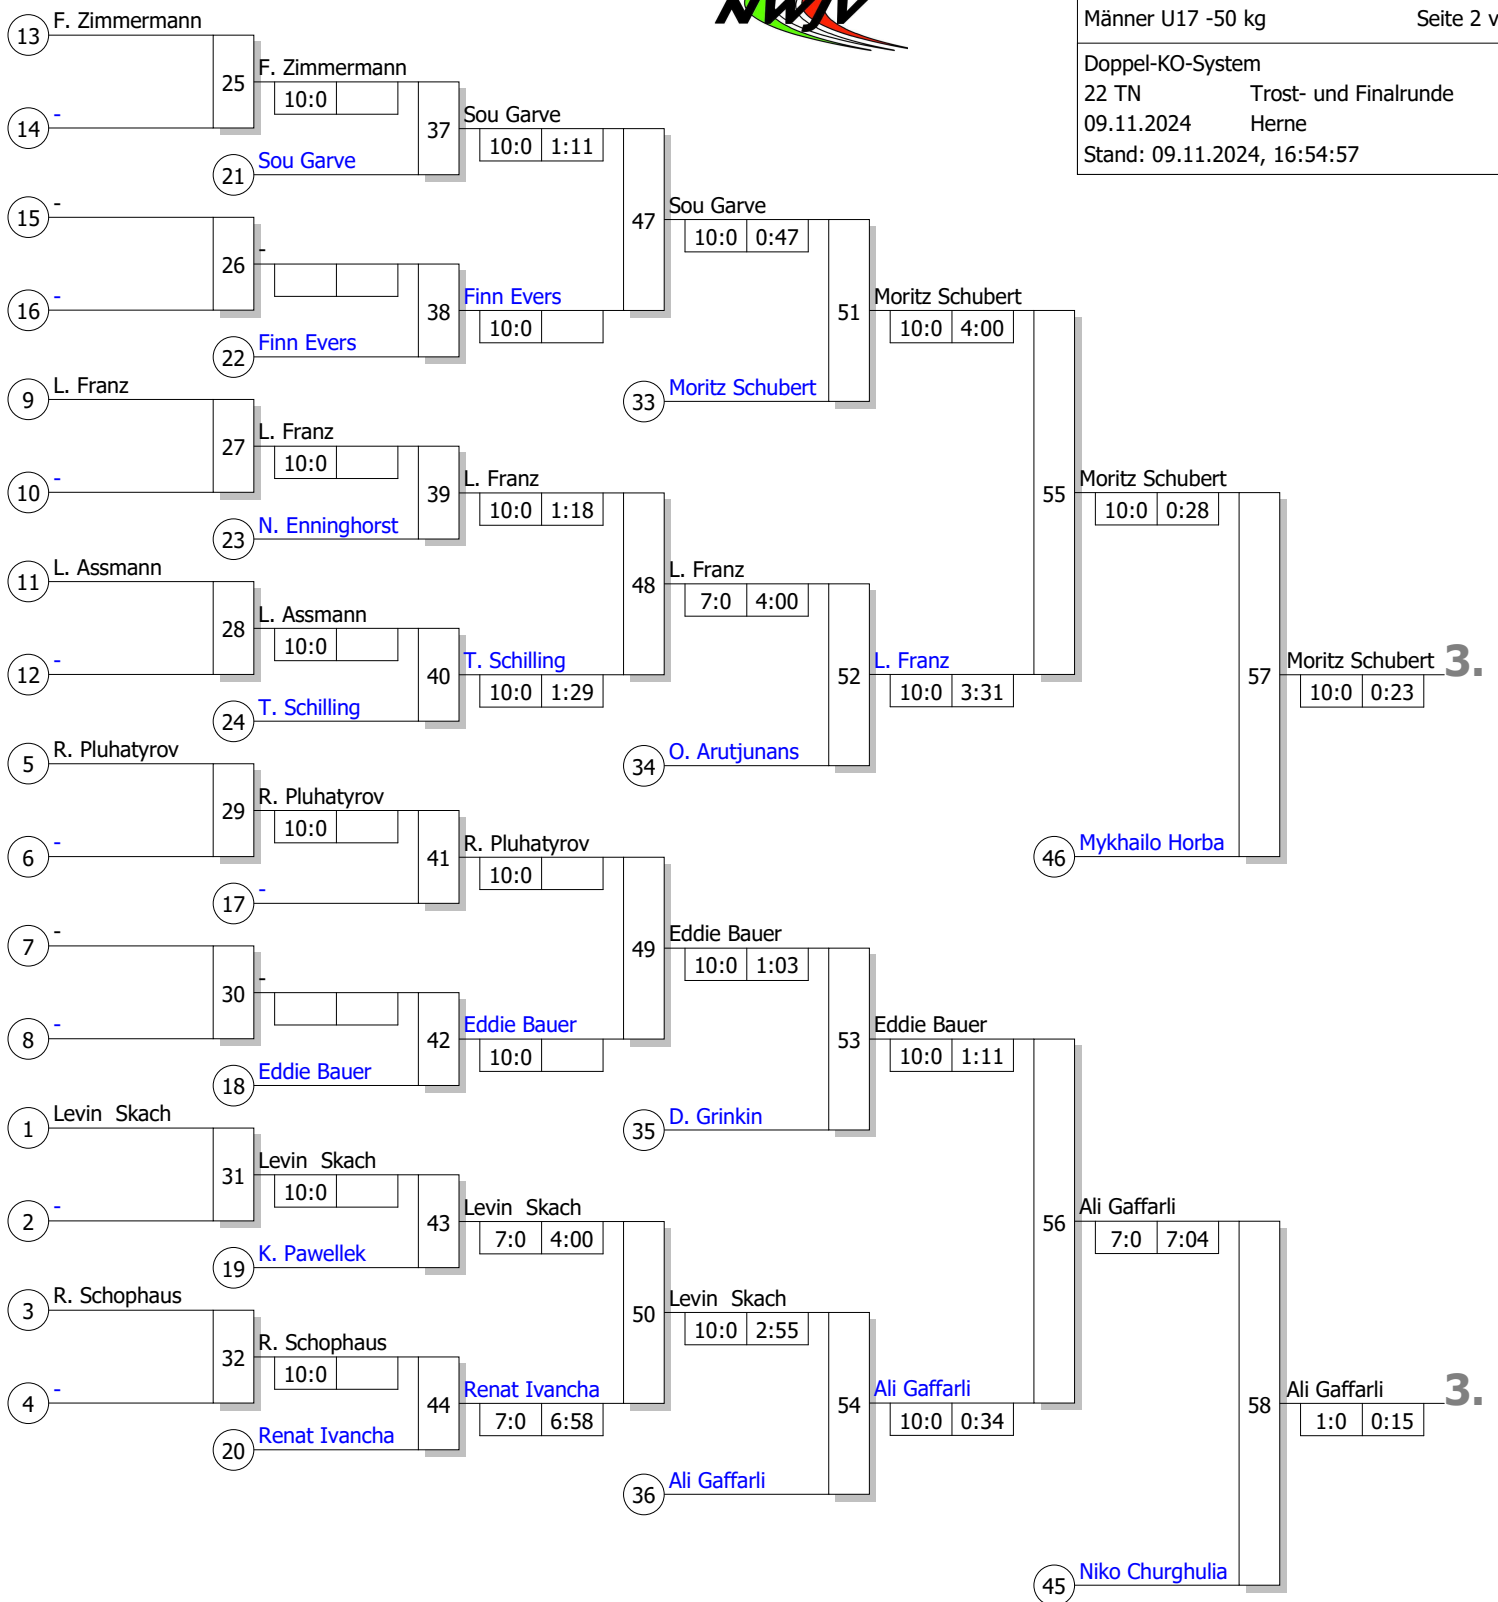 NWJV
Männer U17 -50 kg Seite 2 v
Doppel-KO-System
22 TN Trost- und Finalrunde
09.11.2024 Herne
Stand: 09.11.2024, 16:54:57
13 F. Zimmermann
25
14 -
F. Zimmermann
10:0
37
21 Sou Garve
Sou Garve
10:0 1:11
15 -
26
16 -
-
38
22 Finn Evers
Finn Evers
10:0
47
Sou Garve
10:0 0:47
51
33 Moritz Schubert
Moritz Schubert
10:0 4:00
9 L. Franz
27
10 -
L. Franz
10:0
39
23 N. Enninghorst
L. Franz
10:0 1:18
11 L. Assmann
28
12 -
L. Assmann
10:0
40
24 T. Schilling
T. Schilling
10:0 1:29
48
L. Franz
7:0 4:00
52
34 O. Arutjunans
L. Franz
10:0 3:31
55
Moritz Schubert
10:0 0:28
57
46 Mykhailo Horba
Moritz Schubert 3.
10:0 0:23
5 R. Pluhatyrov
29
6 -
R. Pluhatyrov
10:0
41
17 -
R. Pluhatyrov
10:0
7 -
30
8 -
-
42
18 Eddie Bauer
Eddie Bauer
10:0
49
Eddie Bauer
10:0 1:03
53
35 D. Grinkin
Eddie Bauer
10:0 1:11
1 Levin Skach
31
2 -
Levin Skach
10:0
43
19 K. Pawellek
Levin Skach
7:0 4:00
3 R. Schophaus
32
4 -
R. Schophaus
10:0
44
20 Renat Ivancha
Renat Ivancha
7:0 6:58
50
Levin Skach
10:0 2:55
54
36 Ali Gaffarli
Ali Gaffarli
10:0 0:34
56
Ali Gaffarli
7:0 7:04
58
45 Niko Churghulia
Ali Gaffarli 3.
1:0 0:15